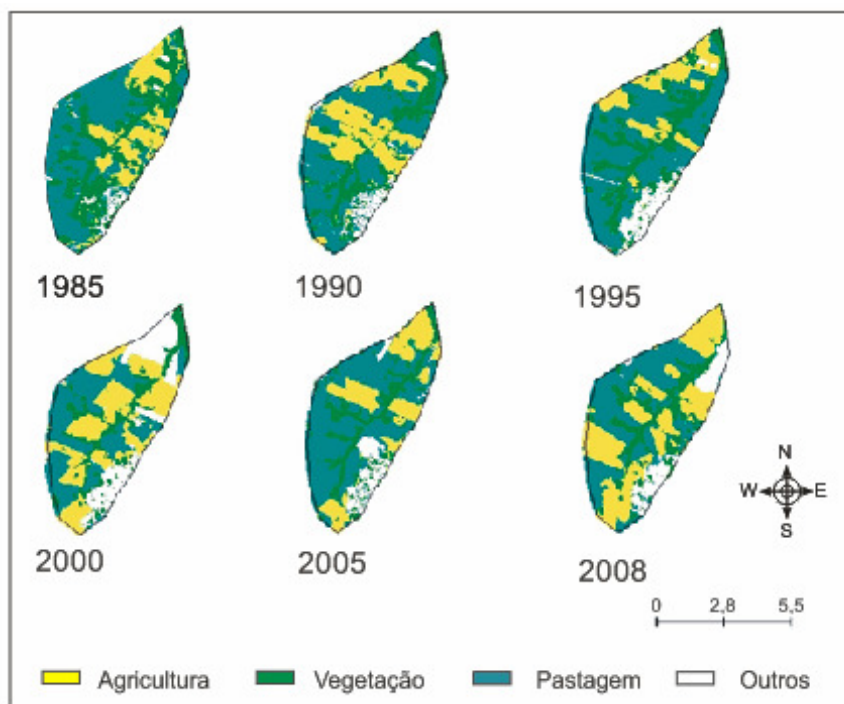 1985 1990 1995
2000 2005 2008
N
W E
S
0 2,8 5,5
Agricultura Vegetação Pastagem Outros